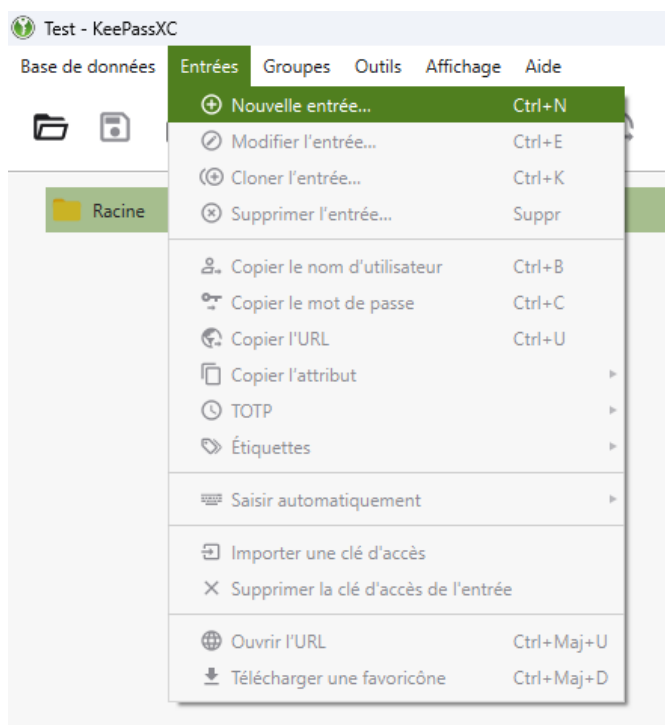 Test - KeePassXC
Base de données Entrées Groupes Outils Affichage Aide
Nouvelle entrée... Ctrl+N
Modifier l'entrée... Ctrl+E
Cloner l'entrée... Ctrl+K
Supprimer l'entrée... Suppr
Racine
Copier le nom d'utilisateur Ctrl+B
Copier le mot de passe Ctrl+C
Copier l'URL Ctrl+U
Copier l'attribut
TOTP
Étiquettes
Saisir automatiquement
Importer une clé d'accès
Supprimer la clé d'accès de l'entrée
Ouvrir l'URL Ctrl+Maj+U
Télécharger une favoricône Ctrl+Maj+D